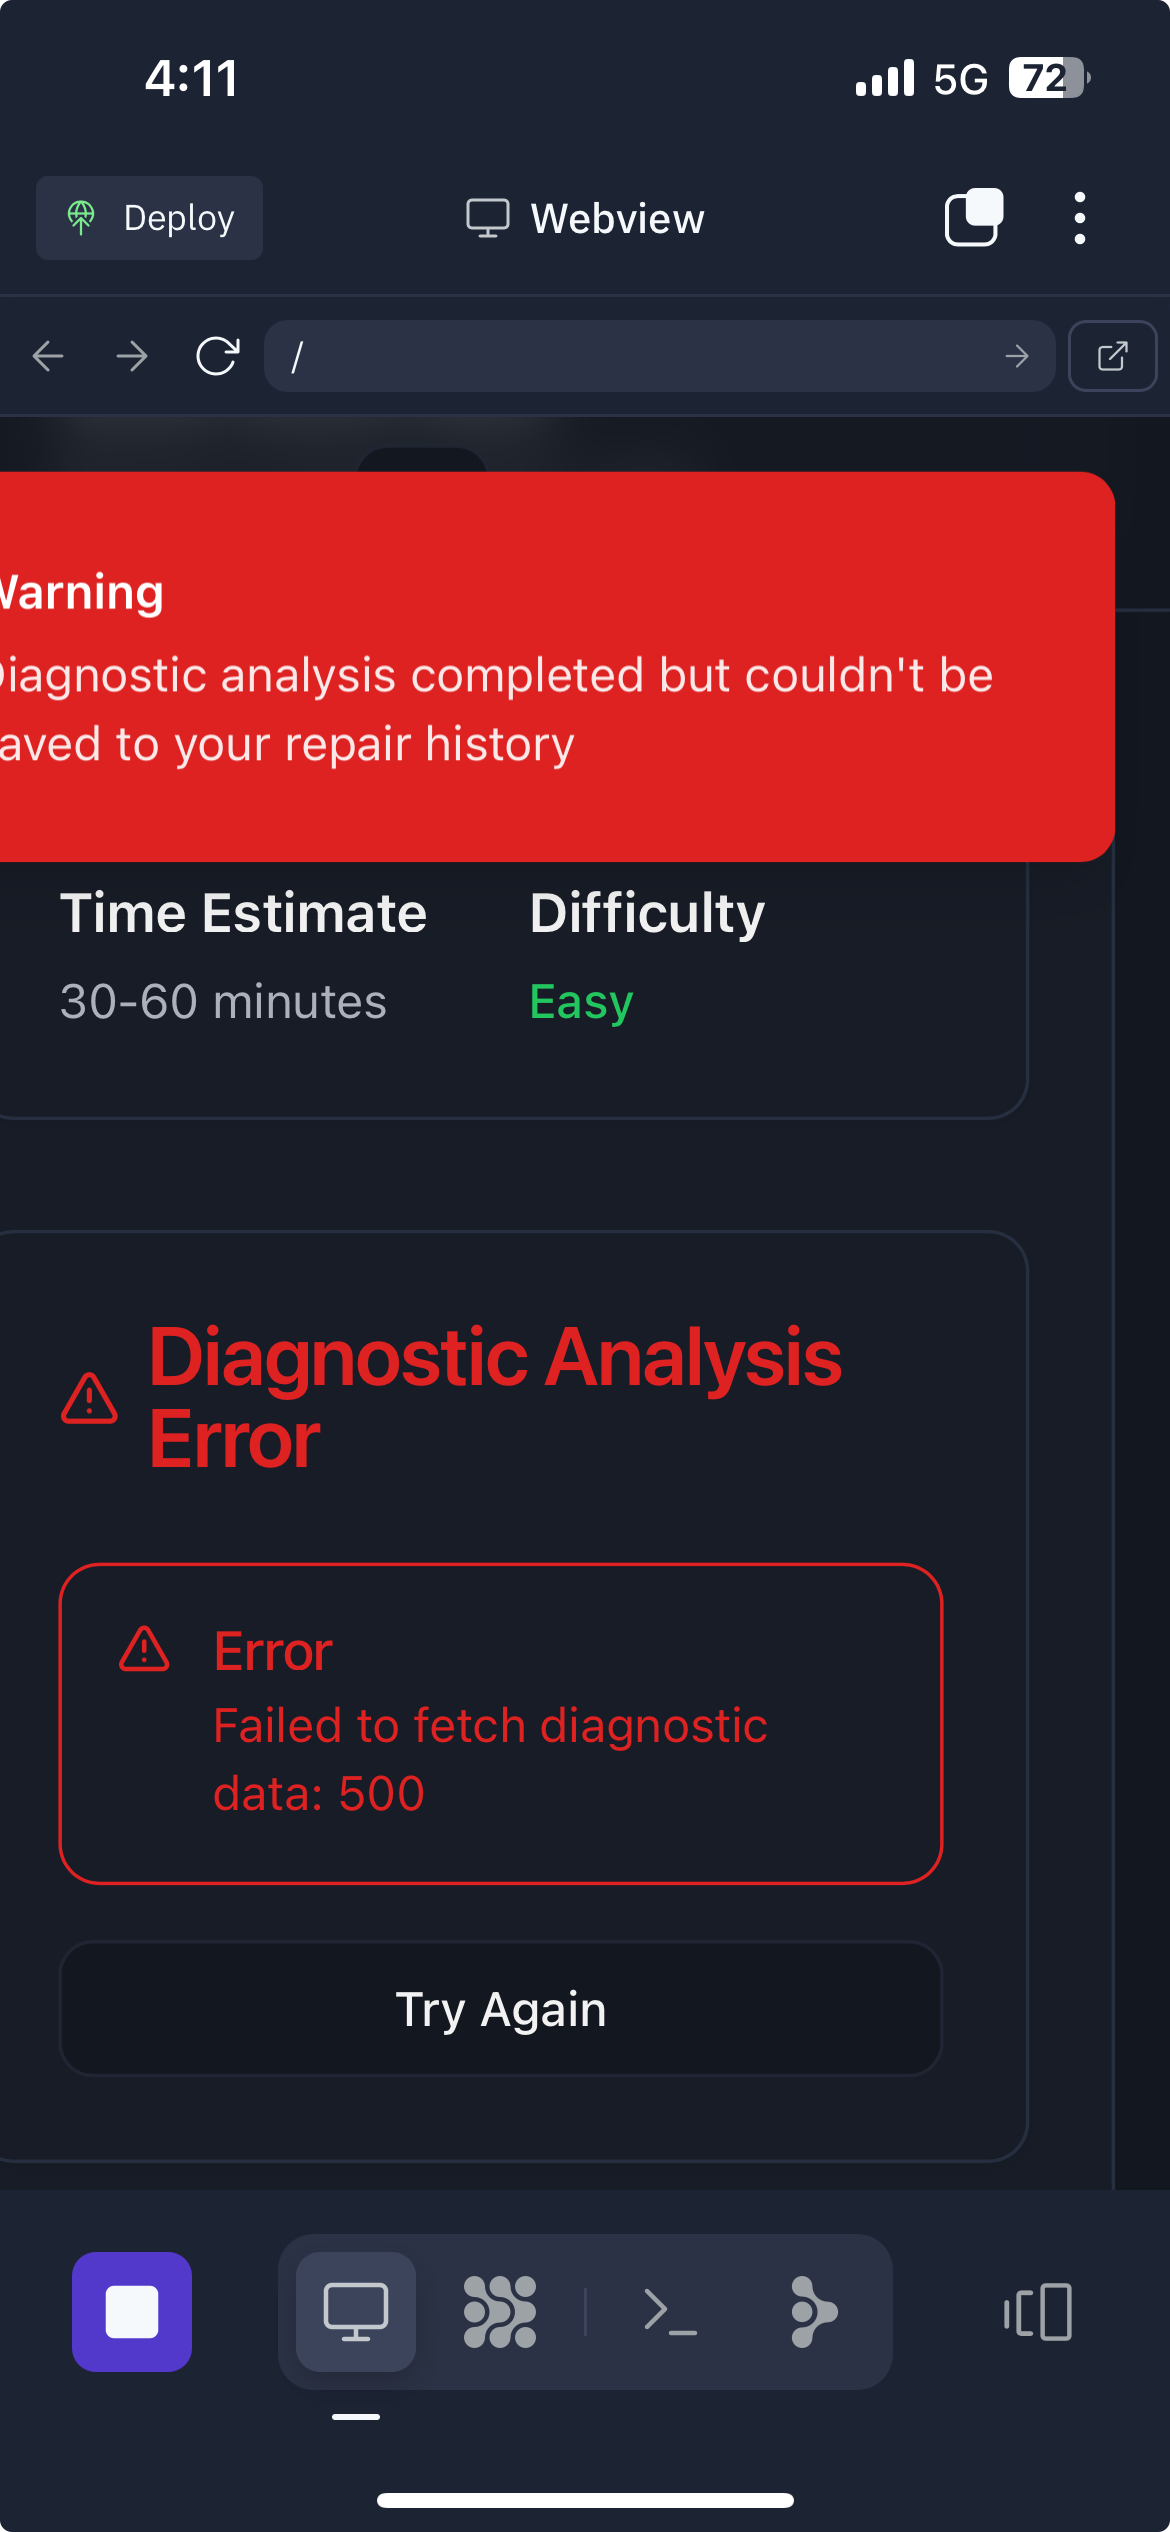 4:11
5G
72
Deploy
Webview
/
Warning
Diagnostic analysis completed but couldn't be
aved to your repair history
Time Estimate
Difficulty
30-60 minutes
Easy
Diagnostic Analysis
Error
Error
Failed to fetch diagnostic
data: 500
Try Again